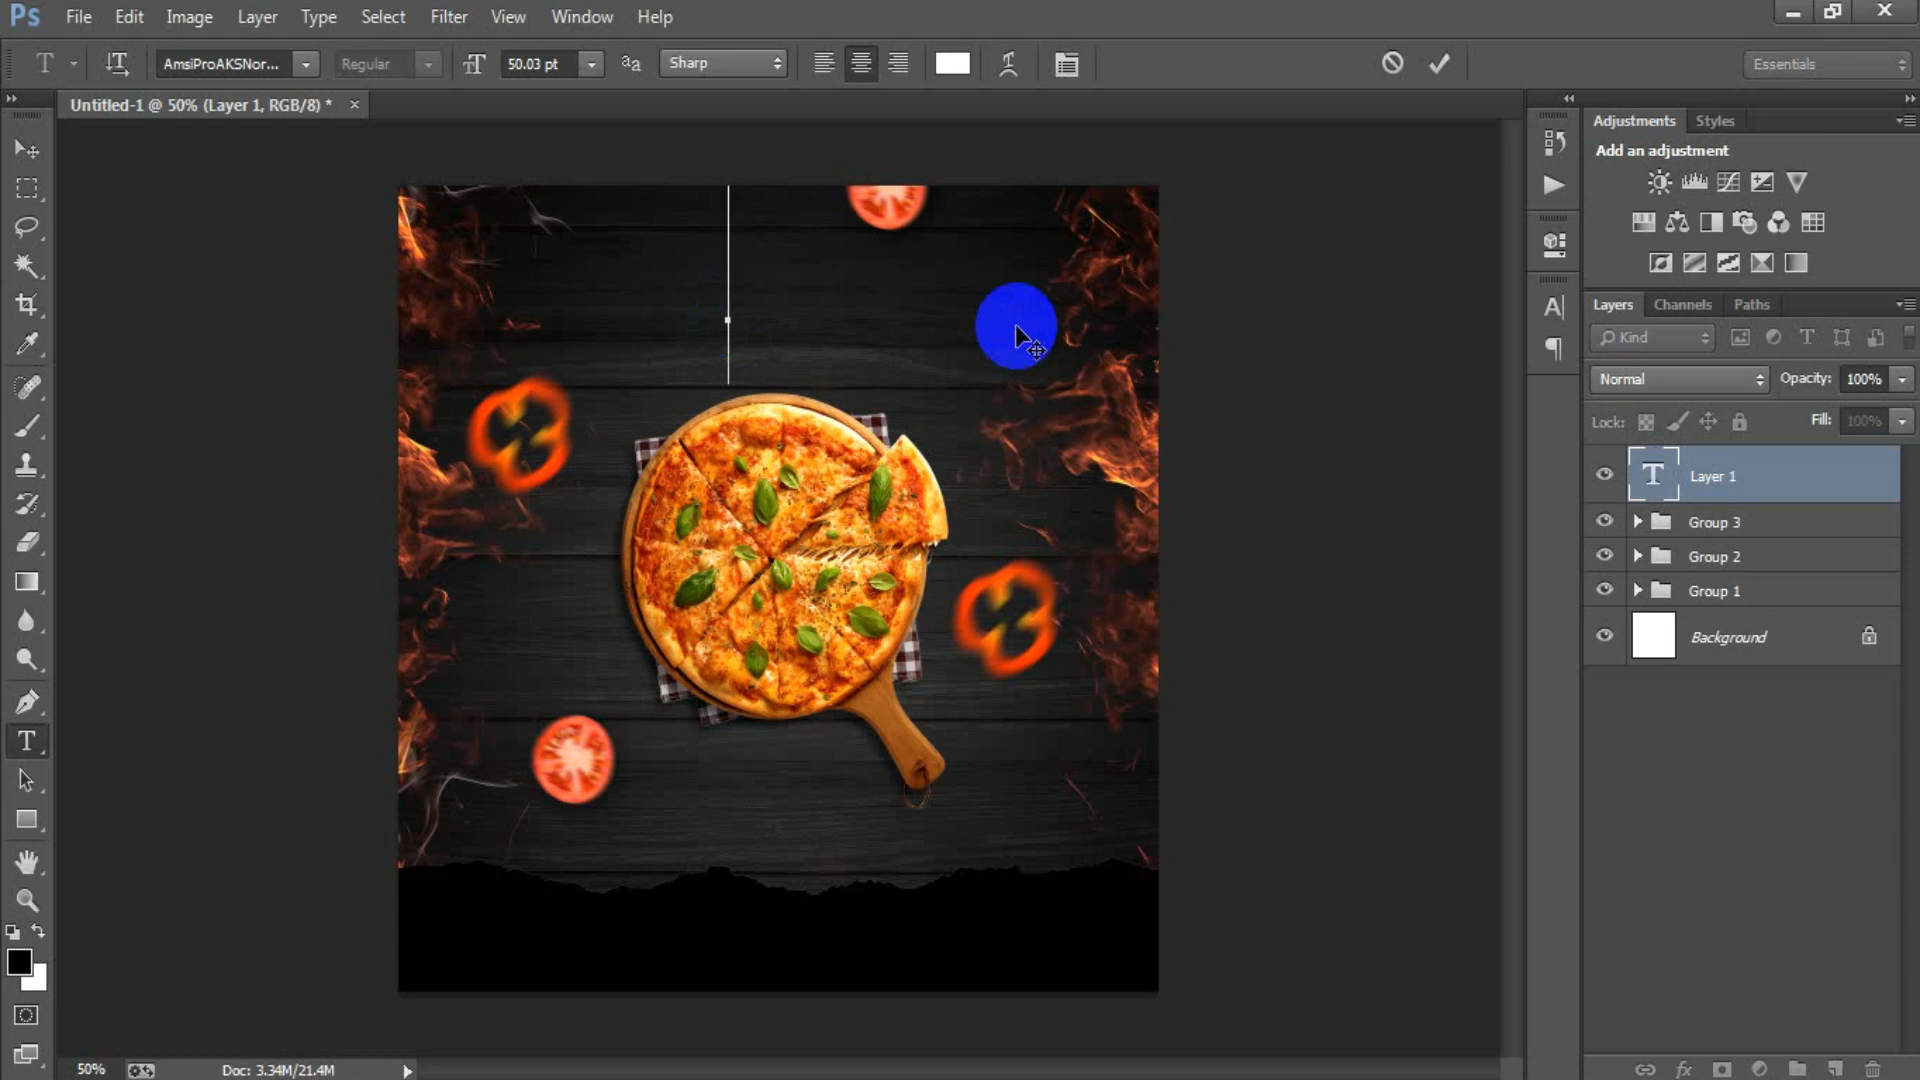 Ps File Edit Image Layer Type Select Filter View Window Help
AmsiProAKSNor... Regular 50.03 pt Sharp Essentials
Untitled-1 @ 50% (Layer 1, RGB/8) *
Adjustments Styles
Add an adjustment
Layers Channels Paths
Kind
Normal Opacity: 100%
Lock: Fill: 100%
Layer 1
Group 3
Group 2
Group 1
Background
50% Doc: 3.34M/21.4M